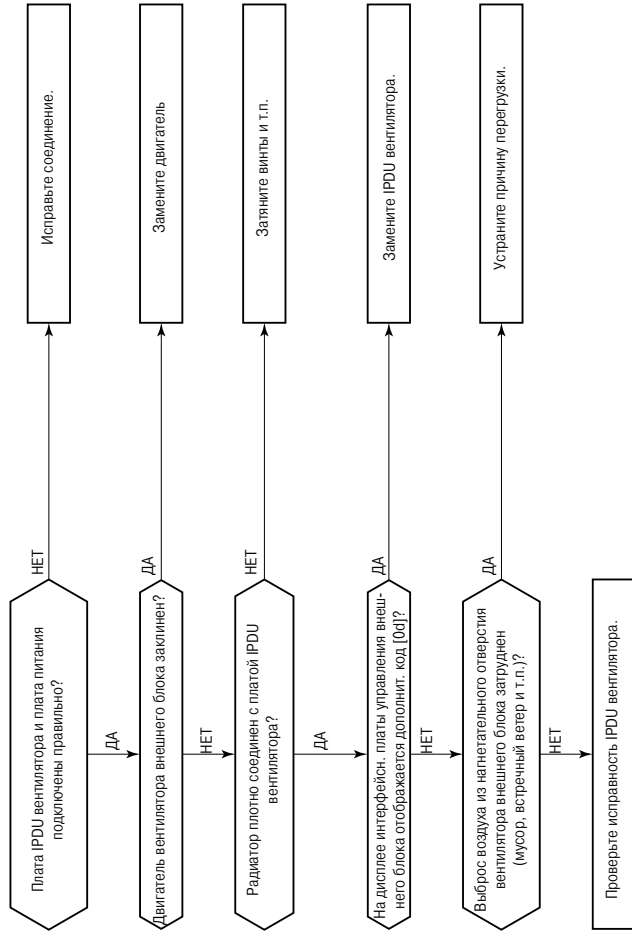 Плата IPDU вентилятора и плата питания
подключены правильно?
НЕТ
Исправьте соединение.
ДА
Двигатель вентилятора внешнего блока заклинен?
ДА
Замените двигатель
НЕТ
Радиатор плотно соединен с платой IPDU
вентилятора?
НЕТ
Затяните винты и т.п.
ДА
На дисплее интерфейсн. платы управления внеш-
него блока отображается дополнит. код [0d]?
ДА
Замените IPDU вентилятора.
НЕТ
Выброс воздуха из нагнетательного отверстия
вентилятора внешнего блока затруднен
(мусор, встречный ветер и т.п.)?
ДА
Устраните причину перегрузки.
НЕТ
Проверьте исправность IPDU вентилятора.